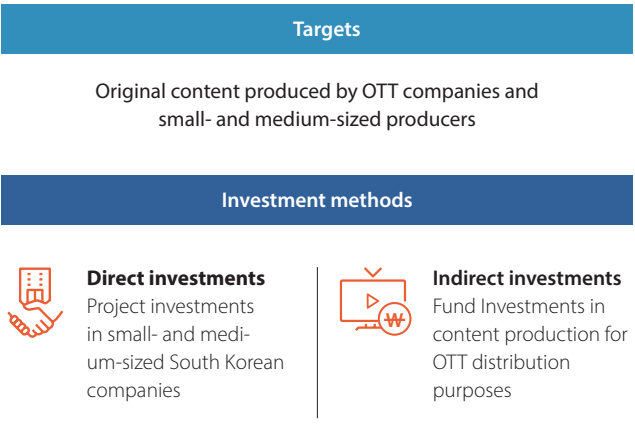 Targets
Original content produced by OTT companies and
small- and medium-sized producers
Investment methods
Direct investments
Project investments
in small- and medi-
um-sized South Korean
companies
₩
Indirect investments
Fund Investments in
content production for
OTT distribution
purposes